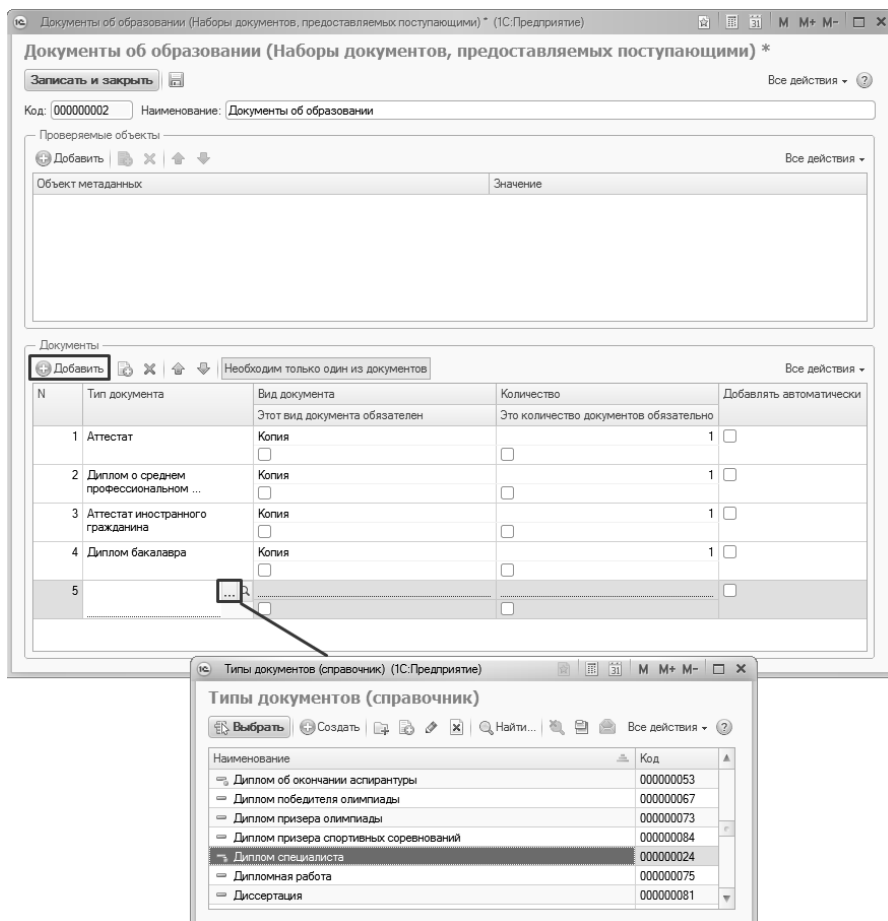 Документы об образовании (Наборы документов, предоставляемых поступающими) * (1С:Предприятие)
31 M M+ M-
Документы об образовании (Наборы документов, предоставляемых поступающими) *
Записать и закрыть Все действия
Код: 000000002 Наименование: Документы об образовании
Проверяемые объекты
Добавить Все действия
Объект метаданных Значение
Документы
Добавить Необходим только один из документов Все действия
N Тип документа Вид документа Количество Добавлять автоматически
Этот вид документа обязателен Это количество документов обязательно
1 Аттестат Копия 1
2 Диплом о среднем профессиональном ... Копия 1
3 Аттестат иностранного гражданина Копия 1
4 Диплом бакалавра Копия 1
5 ...
Типы документов (справочник) (1С:Предприятие) 31 M M+ M-
Типы документов (справочник)
Выбрать Создать Найти... Все действия
Наименование Код
Диплом об окончании аспирантуры 000000053
Диплом победителя олимпиады 000000067
Диплом призера олимпиады 000000073
Диплом призера спортивных соревнований 000000084
Диплом специалиста 000000024
Дипломная работа 000000075
Диссертация 000000081